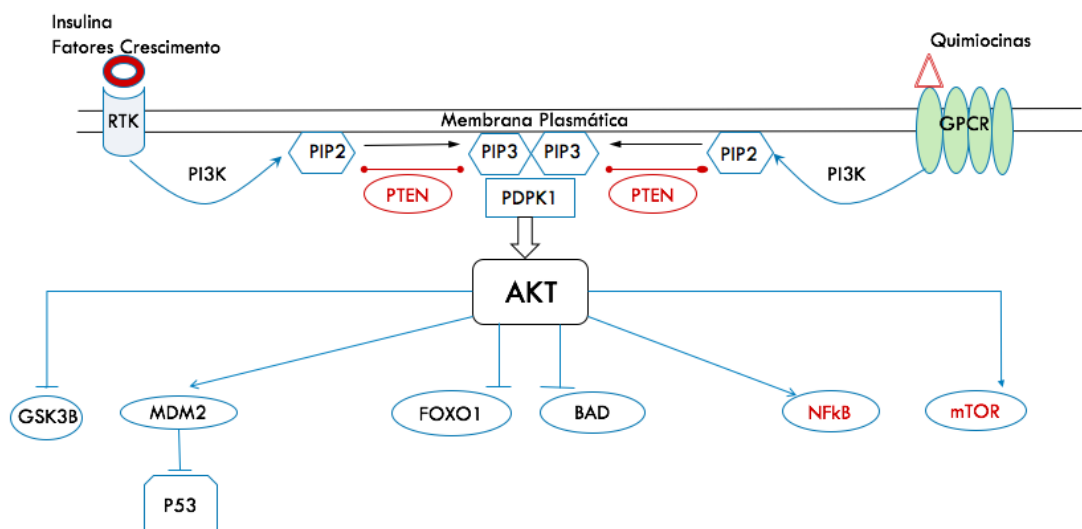 Insulina
Fatores Crescimento
Quimiocinas
RTK
Membrana Plasmática
GPCR
PI3K
PIP2
PIP3
PIP3
PIP2
PI3K
PTEN
PTEN
PDPK1
AKT
GSK3B
MDM2
FOXO1
BAD
NFkB
mTOR
P53